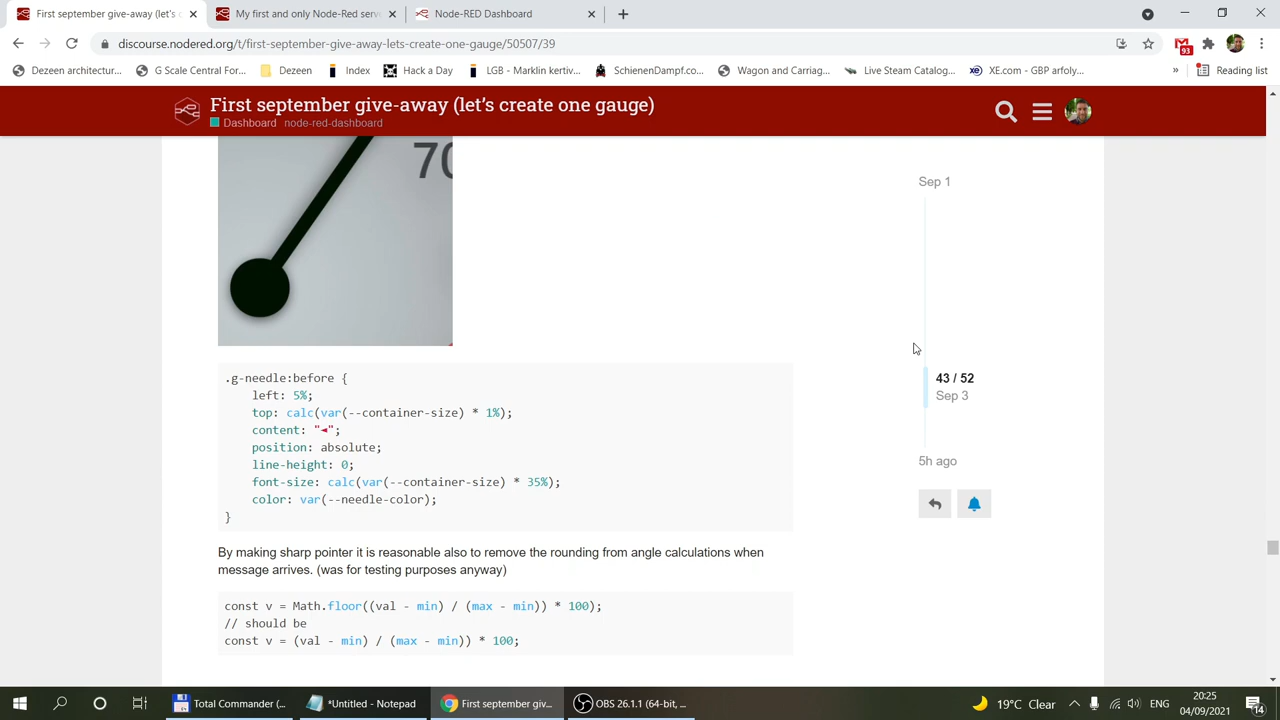 First september give-away (let's c
My first and only Node-Red serv
Node-RED Dashboard
discourse.nodered.org/t/first-september-give-away-lets-create-one-gauge/50507/39
93
Dezeen architectur...
G Scale Central For...
Dezeen
Index
Hack a Day
LGB - Marklin kertiv...
SchienenDampf.co...
Wagon and Carriag...
Live Steam Catalog...
XE.com - GBP arfoly...
»
Reading list
First september give-away (let's create one gauge)
Dashboard node-red-dashboard
70
Sep 1
43 / 52
Sep 3
5h ago
.g-needle:before {
left: 5%;
top: calc(var(--container-size) * 1%);
content: "◄";
position: absolute;
line-height: 0;
font-size: calc(var(--container-size) * 35%);
color: var(--needle-color);
}
By making sharp pointer it is reasonable also to remove the rounding from angle calculations when
message arrives. (was for testing purposes anyway)
const v = Math.floor((val - min) / (max - min)) * 100);
// should be
const v = (val - min) / (max - min)) * 100;
Total Commander (...
*Untitled - Notepad
First september giv...
OBS 26.1.1 (64-bit, ...
19°C Clear
ENG
20:25
04/09/2021
14